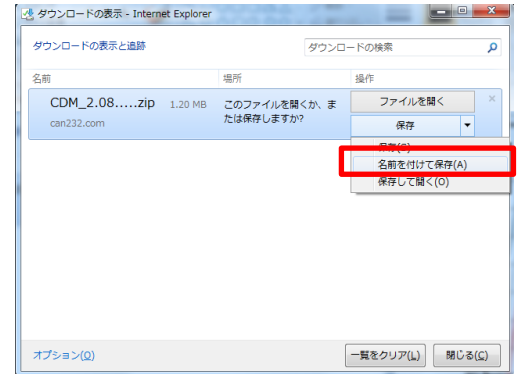 ダウンロードの表示 - Internet Explorer
ダウンロードの表示と追跡
ダウンロードの検索
名前 場所 操作
CDM_2.08.....zip 1.20 MB
can232.com
このファイルを開くか、ま
たは保存しますか?
ファイルを開く
保存
保存(S)
名前を付けて保存(A)
保存して開く(O)
オプション(O)
一覧をクリア(L)
閉じる(C)